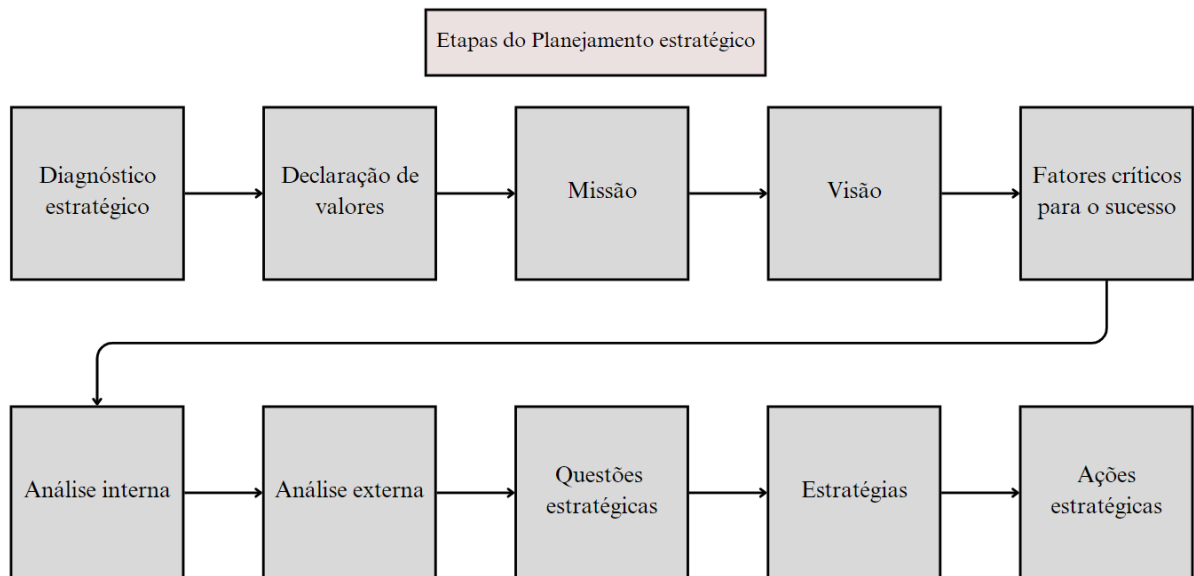 Etapas do Planejamento estratégico
Diagnóstico
estratégico
Declaração de
valores
Missão
Visão
Fatores críticos
para o sucesso
Análise interna
Análise externa
Questões
estratégicas
Estratégias
Ações
estratégicas